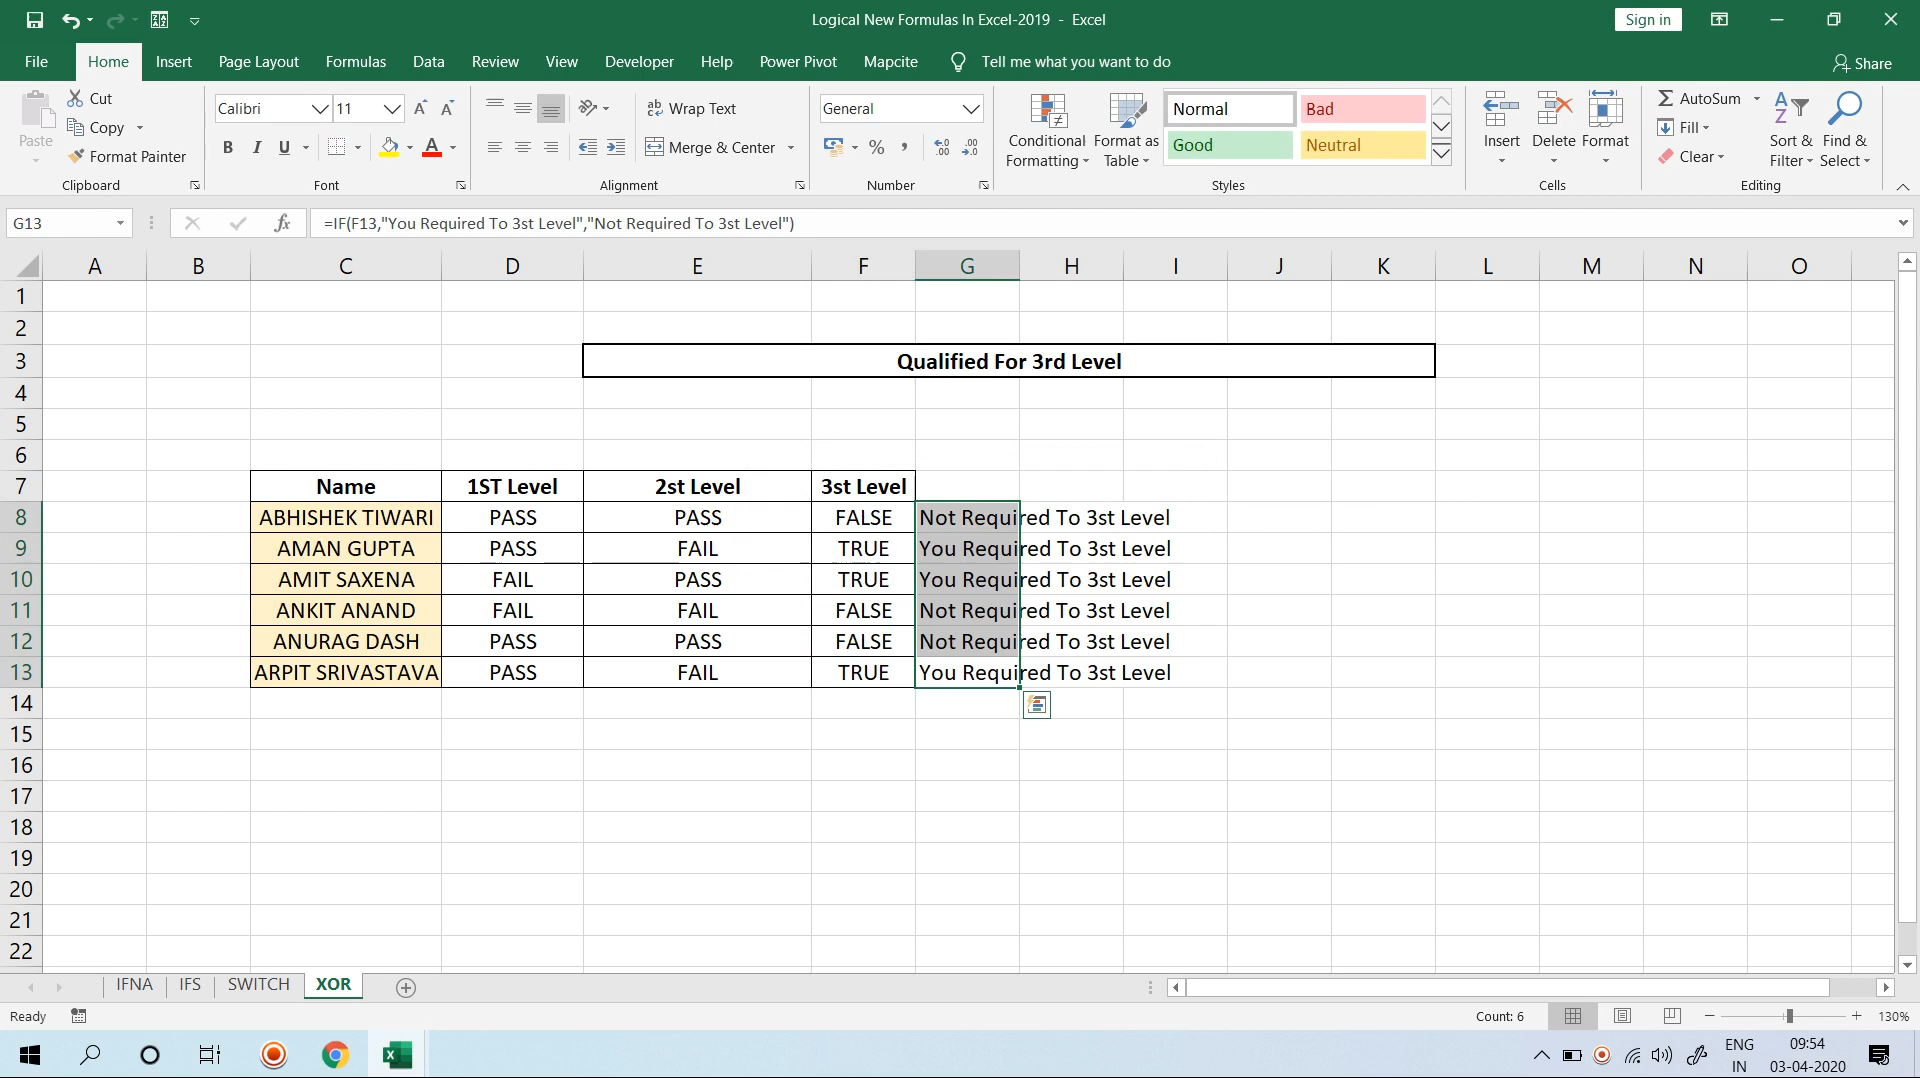 Logical New Formulas In Excel-2019 - Excel
Sign in
File Home Insert Page Layout Formulas Data Review View Developer Help Power Pivot Mapcite Tell me what you want to do Share
Paste
Cut
Copy
Format Painter
Clipboard
Calibri 11
B I U
Font
Wrap Text
Merge & Center
Alignment
General
%
Number
Conditional Formatting
Format as Table
Normal Bad
Good Neutral
Styles
Insert Delete Format
Cells
AutoSum
Fill
Clear
Sort & Filter
Find & Select
Editing
G13 fx =IF(F13,"You Required To 3st Level","Not Required To 3st Level")
A B C D E F G H I J K L M N O
1
2
3 Qualified For 3rd Level
4
5
6
7 Name 1ST Level 2st Level 3st Level
8 ABHISHEK TIWARI PASS PASS FALSE Not Required To 3st Level
9 AMAN GUPTA PASS FAIL TRUE You Required To 3st Level
10 AMIT SAXENA FAIL PASS TRUE You Required To 3st Level
11 ANKIT ANAND FAIL FAIL FALSE Not Required To 3st Level
12 ANURAG DASH PASS PASS FALSE Not Required To 3st Level
13 ARPIT SRIVASTAVA PASS FAIL TRUE You Required To 3st Level
14
15
16
17
18
19
20
21
22
IFNA IFS SWITCH XOR
Ready Count: 6 130%
ENG 09:54
IN 03-04-2020